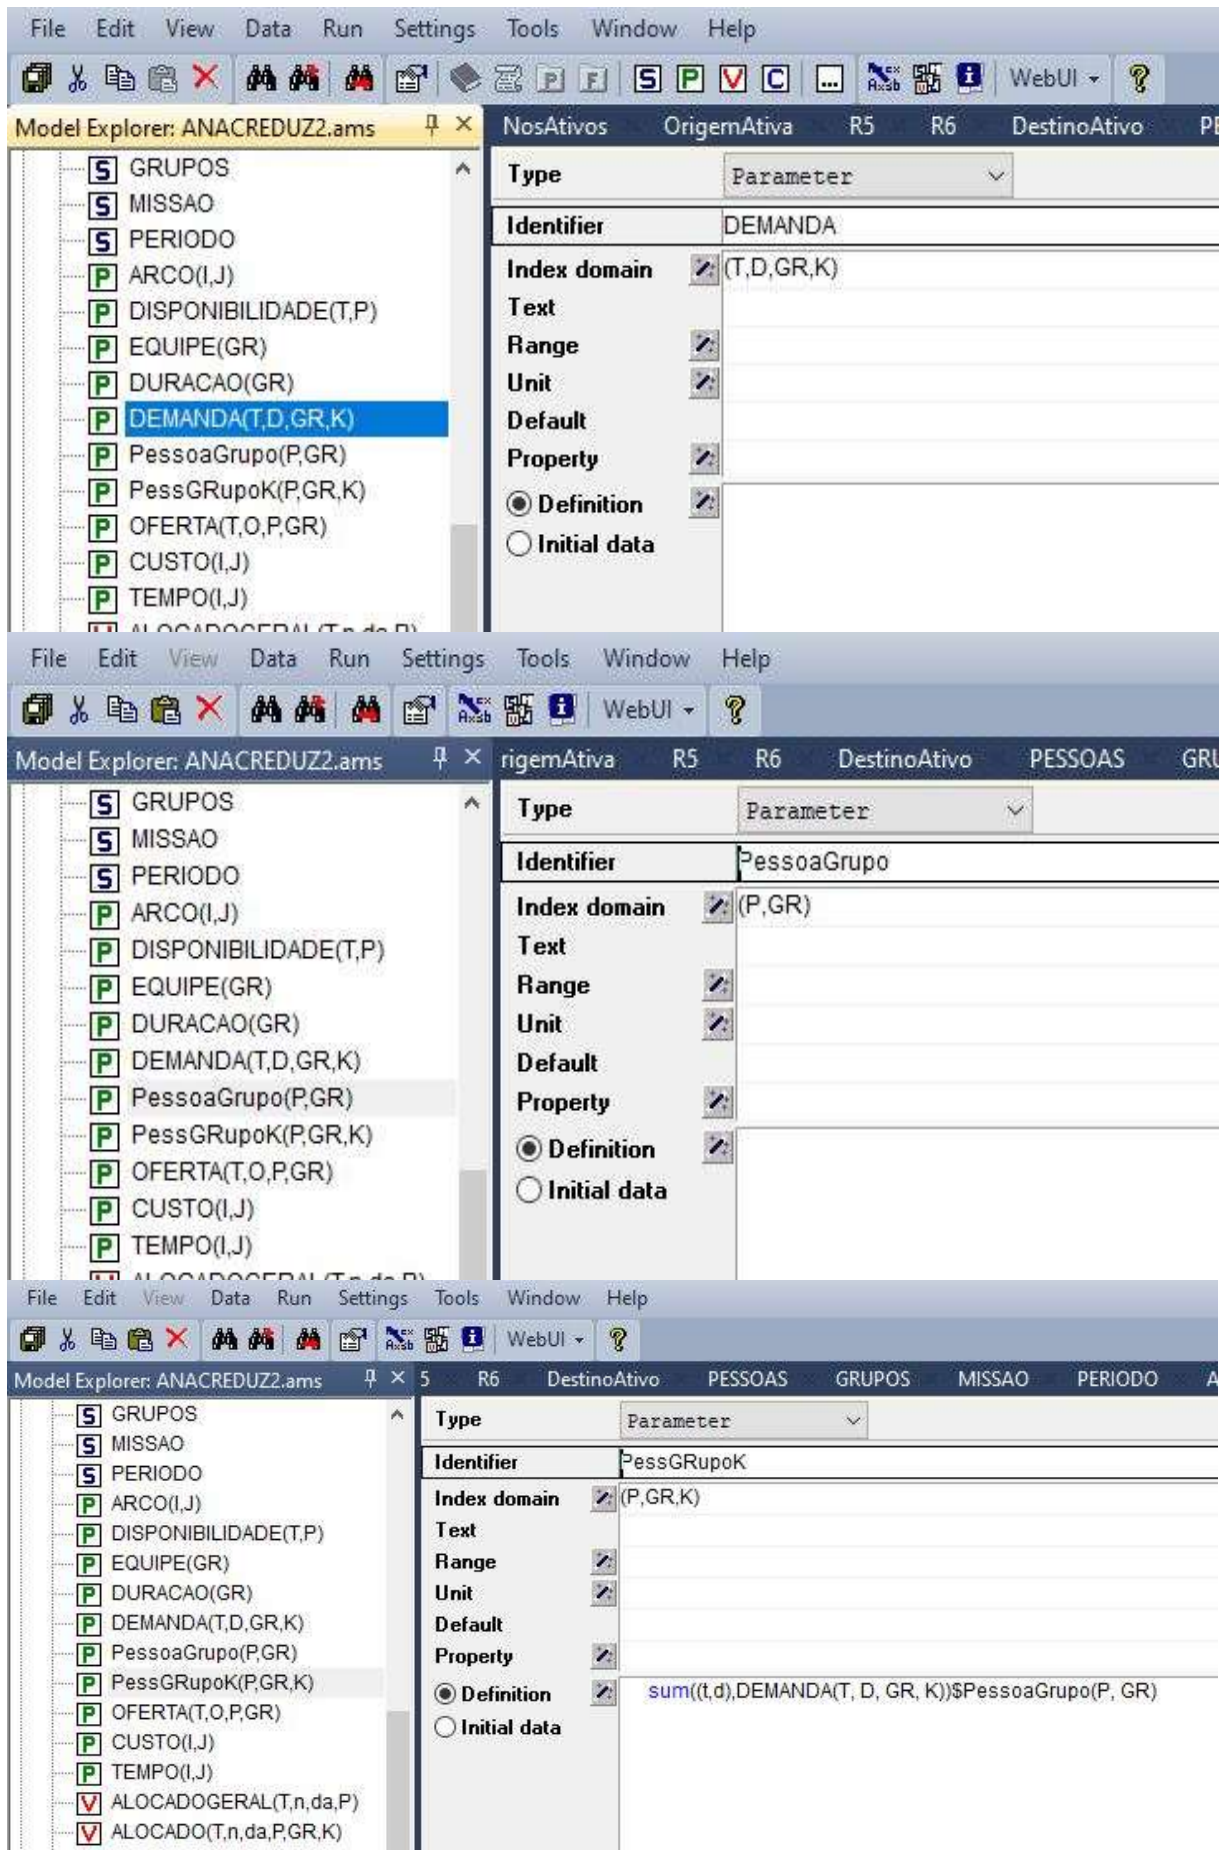 File Edit View Data Run Settings Tools Window Help
S P V C ... WebUI ?
Model Explorer: ANACREDUZ2.ams
NosAtivos OrigemAtiva R5 R6 DestinoAtivo
S GRUPOS
S MISSAO
S PERIODO
P ARCO(I,J)
P DISPONIBILIDADE(T,P)
P EQUIPE(GR)
P DURACAO(GR)
P DEMANDA(T,D,GR,K)
P PessoaGrupo(P,GR)
P PessGRupoK(P,GR,K)
P OFERTA(T,O,P,GR)
P CUSTO(I,J)
P TEMPO(I,J)
Type Parameter
Identifier DEMANDA
Index domain (T,D,GR,K)
Text
Range
Unit
Default
Property
Definition
Initial data
File Edit View Data Run Settings Tools Window Help
WebUI ?
Model Explorer: ANACREDUZ2.ams
rigemAtiva R5 R6 DestinoAtivo PESSOAS GRU
S GRUPOS
S MISSAO
S PERIODO
P ARCO(I,J)
P DISPONIBILIDADE(T,P)
P EQUIPE(GR)
P DURACAO(GR)
P DEMANDA(T,D,GR,K)
P PessoaGrupo(P,GR)
P PessGRupoK(P,GR,K)
P OFERTA(T,O,P,GR)
P CUSTO(I,J)
P TEMPO(I,J)
Type Parameter
Identifier PessoaGrupo
Index domain (P,GR)
Text
Range
Unit
Default
Property
Definition
Initial data
File Edit View Data Run Settings Tools Window Help
WebUI ?
Model Explorer: ANACREDUZ2.ams
5 R6 DestinoAtivo PESSOAS GRUPOS MISSAO PERIODO A
S GRUPOS
S MISSAO
S PERIODO
P ARCO(I,J)
P DISPONIBILIDADE(T,P)
P EQUIPE(GR)
P DURACAO(GR)
P DEMANDA(T,D,GR,K)
P PessoaGrupo(P,GR)
P PessGRupoK(P,GR,K)
P OFERTA(T,O,P,GR)
P CUSTO(I,J)
P TEMPO(I,J)
V ALOCADOGERAL(T,n,da,P)
V ALOCADO(T,n,da,P,GR,K)
Type Parameter
Identifier PessGRupoK
Index domain (P,GR,K)
Text
Range
Unit
Default
Property
Definition sum((t,d),DEMANDA(T, D, GR, K))$PessoaGrupo(P, GR)
Initial data